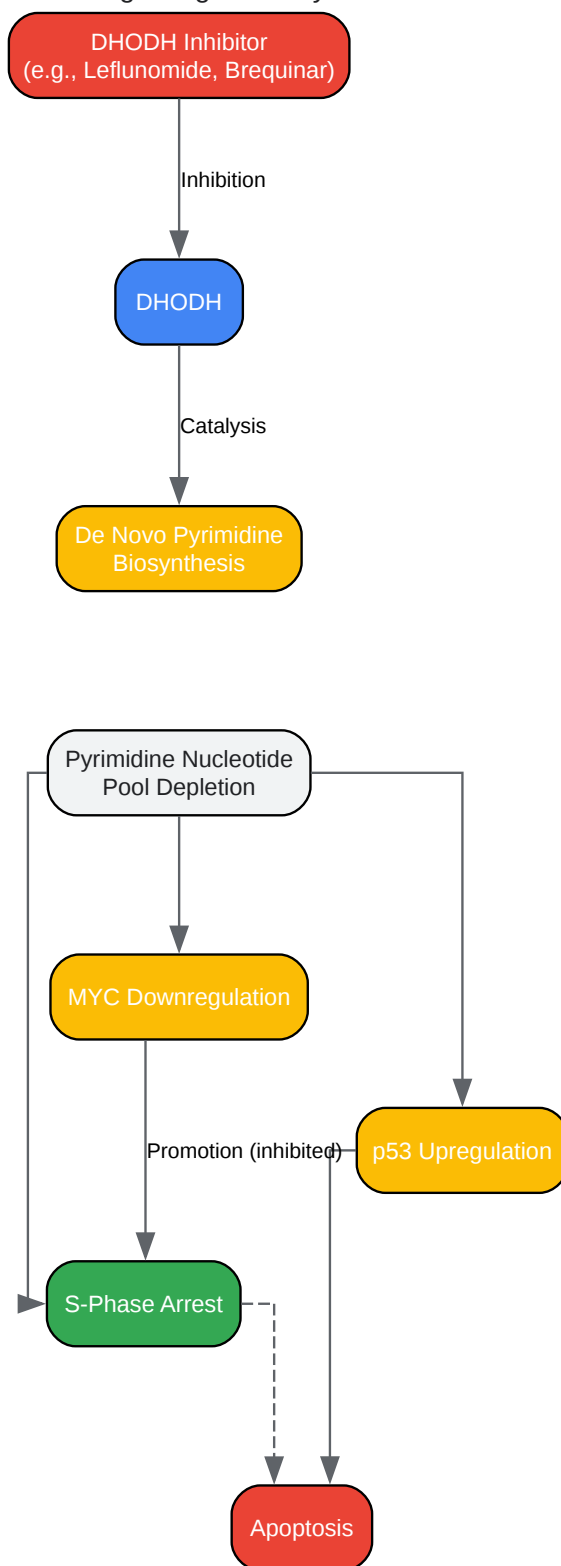 DHODH Inhibitor
(e.g., Leflunomide, Brequinar)
Inhibition
DHODH
Catalysis
De Novo Pyrimidine
Biosynthesis
Pyrimidine Nucleotide
Pool Depletion
MYC Downregulation
Promotion (inhibited)
p53 Upregulation
S-Phase Arrest
Apoptosis